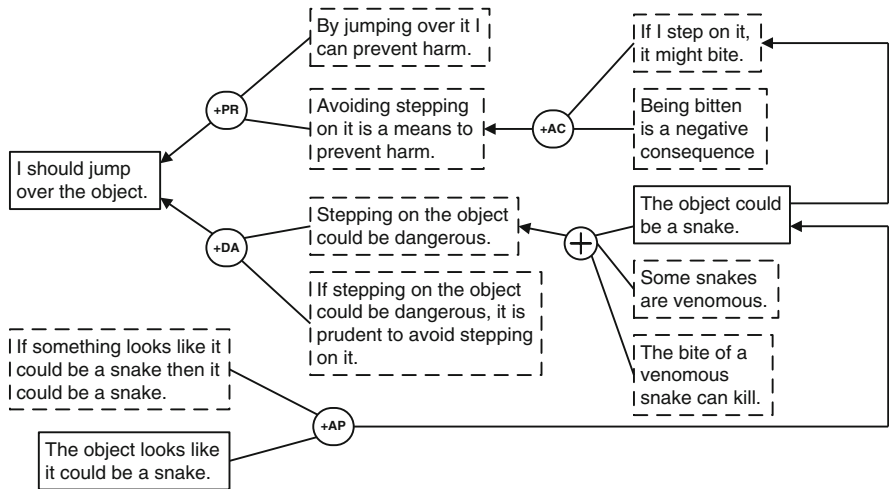 By jumping over it I
can prevent harm.
If I step on it,
it might bite.
+PR
Avoiding stepping
on it is a means to
prevent harm.
+AC
Being bitten
is a negative
consequence
I should jump
over the object.
The object could
be a snake.
Stepping on the object
could be dangerous.
+DA
+
Some snakes
are venomous.
If stepping on the object
could be dangerous, it is
prudent to avoid stepping
on it.
If something looks like it
could be a snake then it
could be a snake.
The bite of a
venomous
snake can kill.
+AP
The object looks like
it could be a snake.